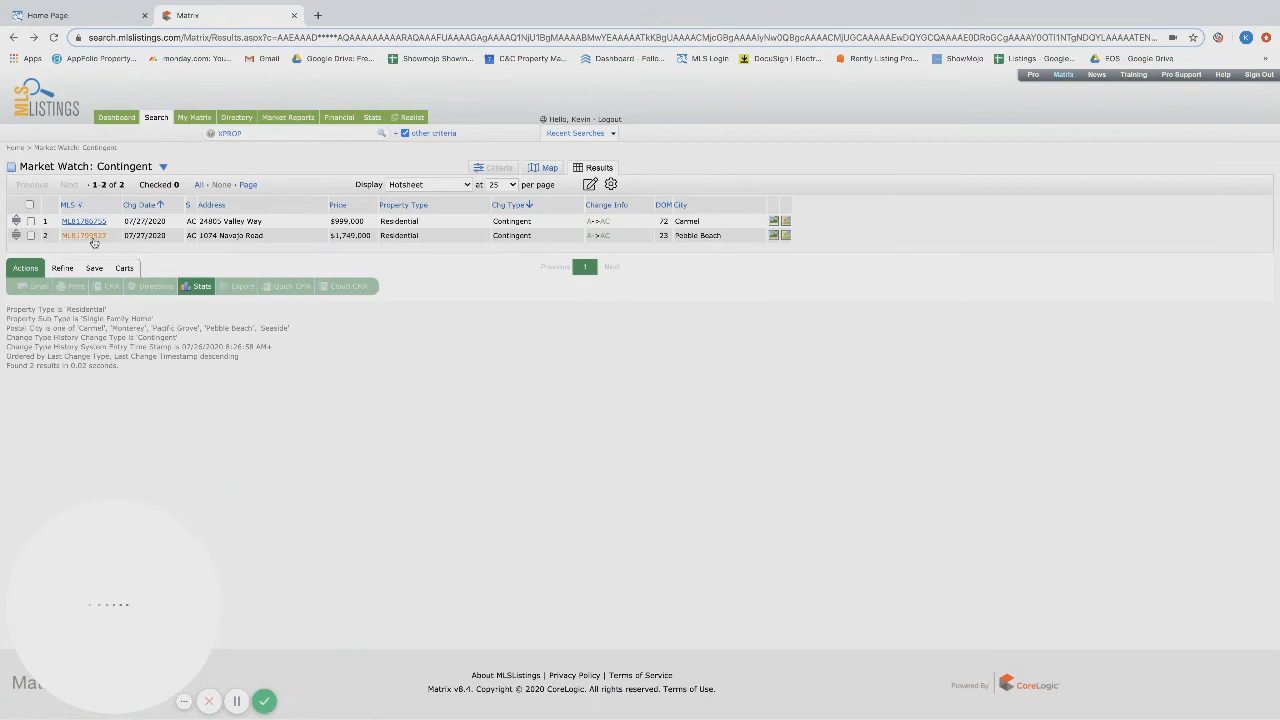 Home Page
Matrix
search.mlslistings.com/Matrix/Results.aspx?c=
Apps AppFolio Property... monday.com/ Gmail Google Drive: Fro... Showmojo Showin... C&C Property Ma... Dashboard · Follo... MLS Login DocuSign | Electr... Rently Listing Pro... ShowMojo Listings - Google... EOS - Google Drive
Pro Matrix News Training Pro Support Help Sign Out
MLS LISTINGS
Dashboard Search My Matrix Directory Market Reports Financial Stats Realist
Hello, Kevin - Logout
XPROP + other criteria Recent Searches
Home > Market Watch: Contingent
Market Watch: Contingent Criteria Map Results
Previous Next · 1-2 of 2 Checked 0 All · None · Page Display Hotsheet at 25 per page
MLS # Chg Date S Address Price Property Type Chg Type Change Info DOM City
1 ML81786755 07/27/2020 AC 24805 Valley Way $999,000 Residential Contingent A->AC 72 Carmel
2 ML81799527 07/27/2020 AC 1074 Navajo Road $1,749,000 Residential Contingent A->AC 23 Pebble Beach
Actions Refine Save Carts
Previous 1 Next
Email Print CMA Directions Stats Export Quick CMA Cloud CMA
Property Type is 'Residential'
Property Sub Type is 'Single Family Home'
Postal City is one of 'Carmel', 'Monterey', 'Pacific Grove', 'Pebble Beach', 'Seaside'
Change Type History Change Type is 'Contingent'
Change Type History System Entry Time Stamp is 07/26/2020 8:26:58 AM+
Ordered by Last Change Type, Last Change Timestamp descending
Found 2 results in 0.02 seconds.
About MLSListings | Privacy Policy | Terms of Service
Matrix v8.4. Copyright © 2020 CoreLogic. All rights reserved. Terms of Use.
Powered By CoreLogic